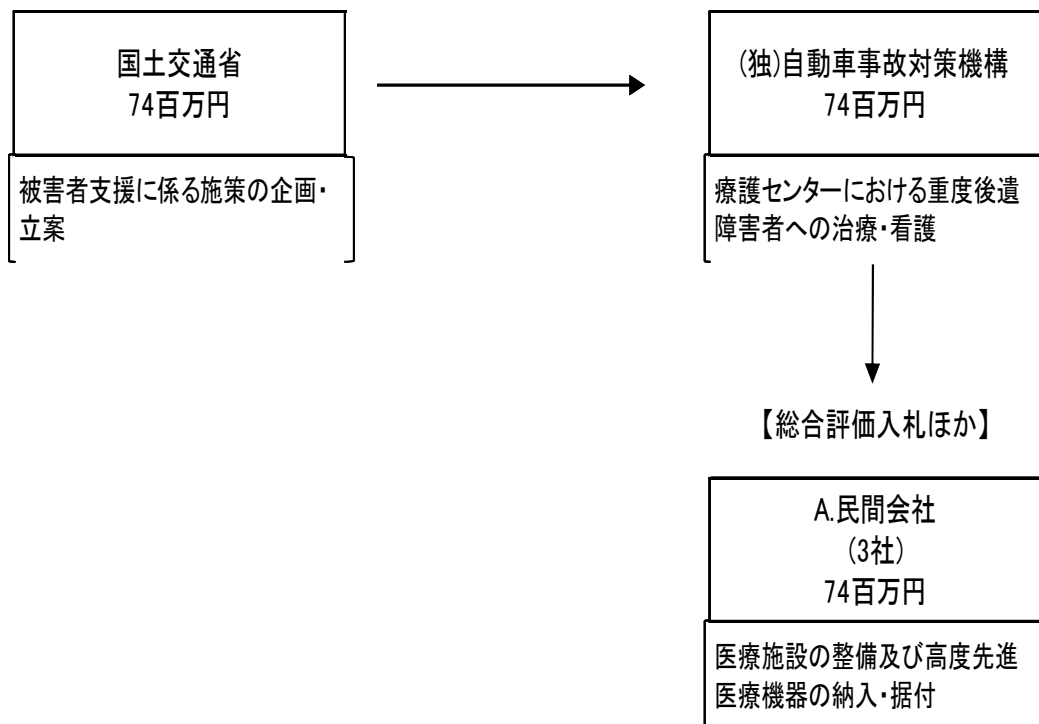 国土交通省
74百万円
被害者支援に係る施策の企画・
立案
(独)自動車事故対策機構
74百万円
療護センターにおける重度後遺
障害者への治療・看護
【総合評価入札ほか】
A.民間会社
(3社)
74百万円
医療施設の整備及び高度先進
医療機器の納入・据付